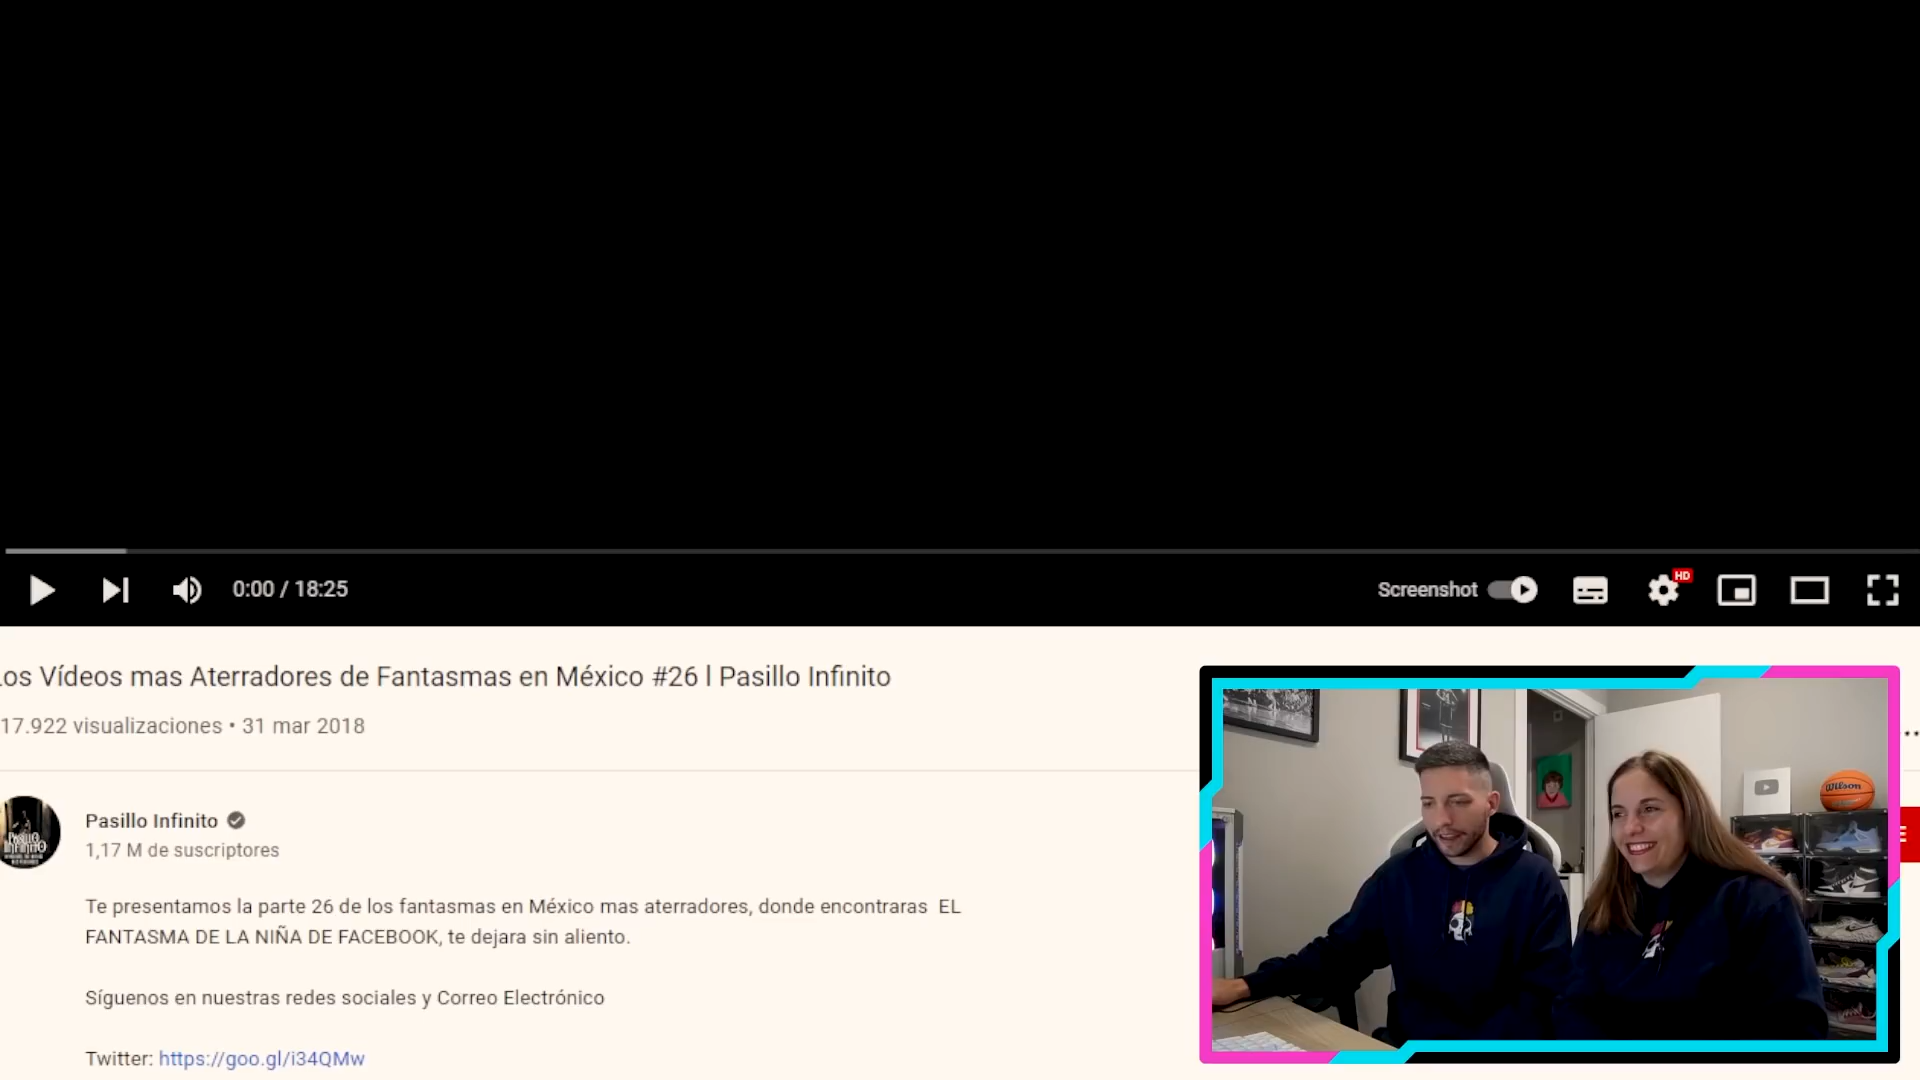 0:00 / 18:25
Screenshot
HD
os Vídeos mas Aterradores de Fantasmas en México #26 l Pasillo Infinito
17.922 visualizaciones • 31 mar 2018
Pasillo Infinito
1,17 M de suscriptores
PASILLO
INFINITO
Te presentamos la parte 26 de los fantasmas en México mas aterradores, donde encontraras EL
FANTASMA DE LA NIÑA DE FACEBOOK, te dejara sin aliento.
Síguenos en nuestras redes sociales y Correo Electrónico
Twitter: https://goo.gl/i34QMw
Wilson
E